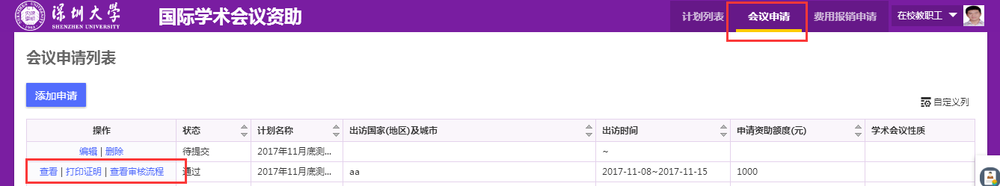 深圳大学
SHENZHEN UNIVERSITY
国际学术会议资助
计划列表 会议申请 费用报销申请 在校教职工
会议申请列表
添加申请
自定义列
操作 状态 计划名称 出访国家(地区)及城市 出访时间 申请资助额度(元) 学术会议性质
编辑 | 删除 待提交 2017年11月底测... ~
查看 | 打印证明 | 查看审核流程 通过 2017年11月底测... aa 2017-11-08~2017-11-15 1000